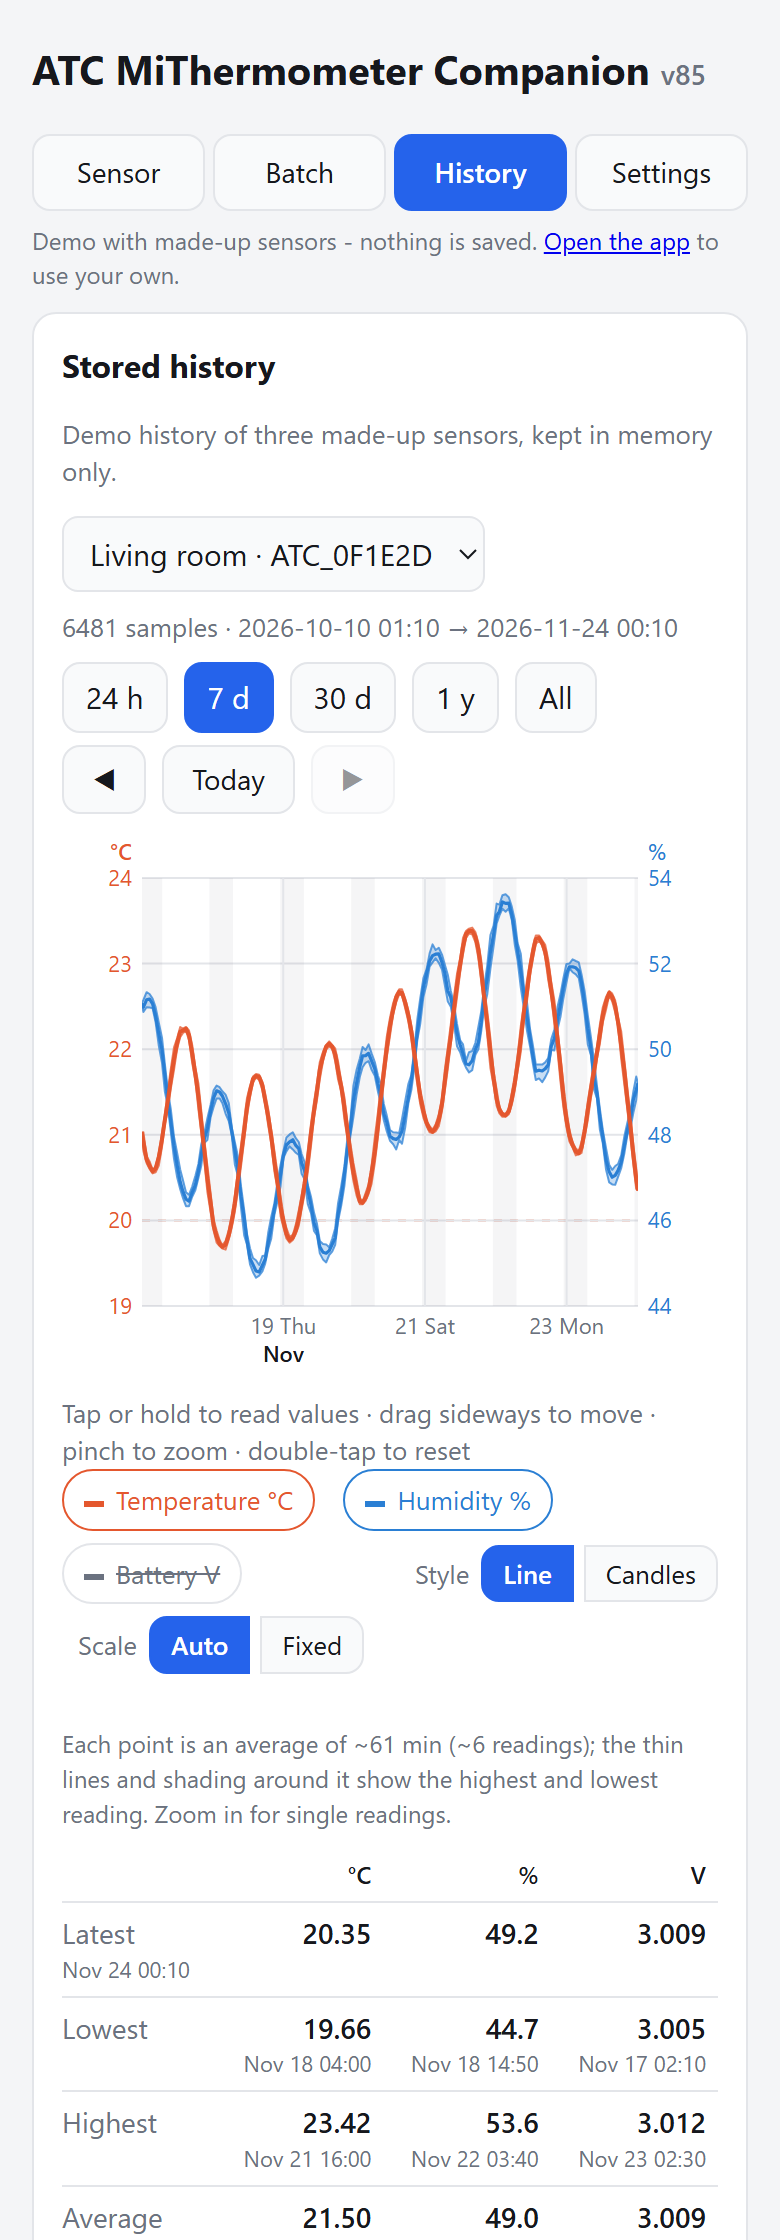 ATC MiThermometer Companion v85
Sensor
Batch
History
Settings
Demo with made-up sensors - nothing is saved. Open the app to
use your own.
Stored history
Demo history of three made-up sensors, kept in memory
only.
Living room · ATC_0F1E2D
6481 samples · 2026-10-10 01:10 → 2026-11-24 00:10
24 h
7 d
30 d
1 y
All
◀
Today
▶
°C
%
24
54
23
52
22
50
21
48
20
46
19
44
19 Thu
21 Sat
23 Mon
Nov
Tap or hold to read values · drag sideways to move ·
pinch to zoom · double-tap to reset
Temperature °C
Humidity %
Battery V
Style
Line
Candles
Scale
Auto
Fixed
Each point is an average of ~61 min (~6 readings); the thin
lines and shading around it show the highest and lowest
reading. Zoom in for single readings.
°C % V
Latest 20.35 49.2 3.009
Nov 24 00:10
Lowest 19.66 44.7 3.005
Nov 18 04:00 Nov 18 14:50 Nov 17 02:10
Highest 23.42 53.6 3.012
Nov 21 16:00 Nov 22 03:40 Nov 23 02:30
Average 21.50 49.0 3.009